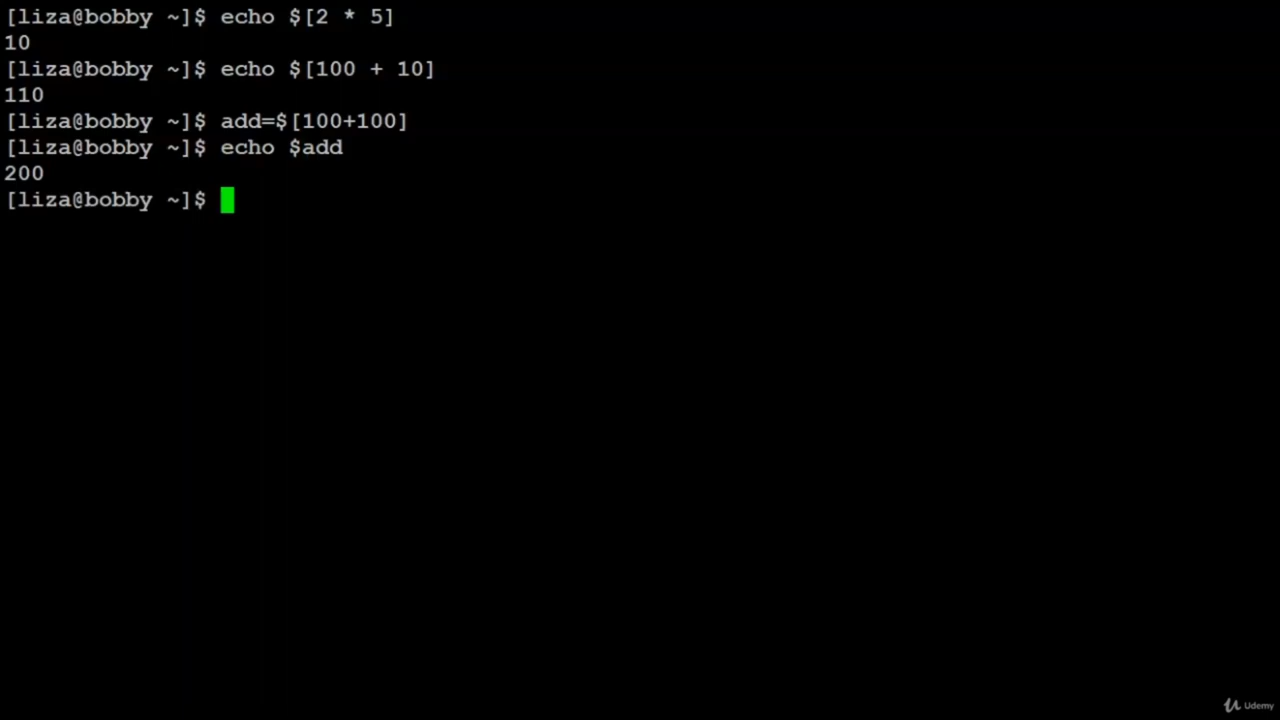 [liza@bobby ~]$ echo $[2 * 5]
10
[liza@bobby ~]$ echo $[100 + 10]
110
[liza@bobby ~]$ add=$[100+100]
[liza@bobby ~]$ echo $add
200
[liza@bobby ~]$
Udemy